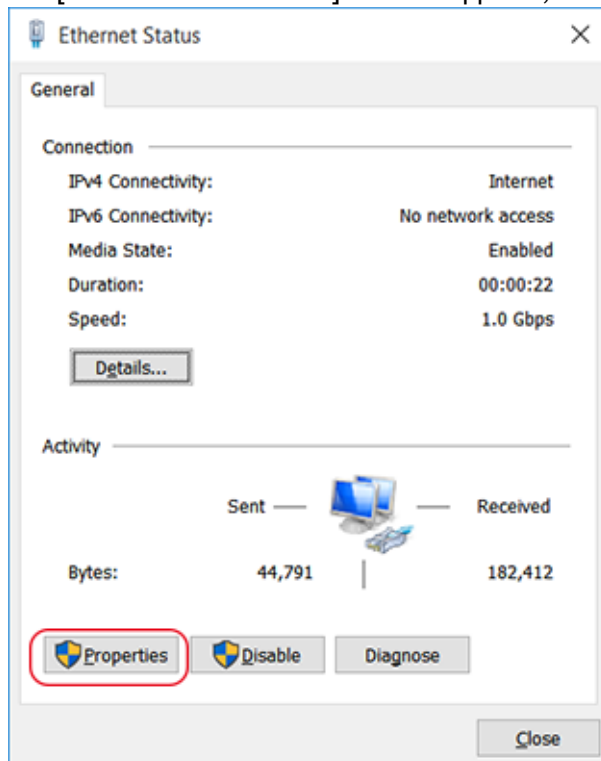 Ethernet Status
General
Connection
IPv4 Connectivity: Internet
IPv6 Connectivity: No network access
Media State: Enabled
Duration: 00:00:22
Speed: 1.0 Gbps
Details...
Activity
Sent — — Received
Bytes: 44,791 | 182,412
Properties Disable Diagnose
Close